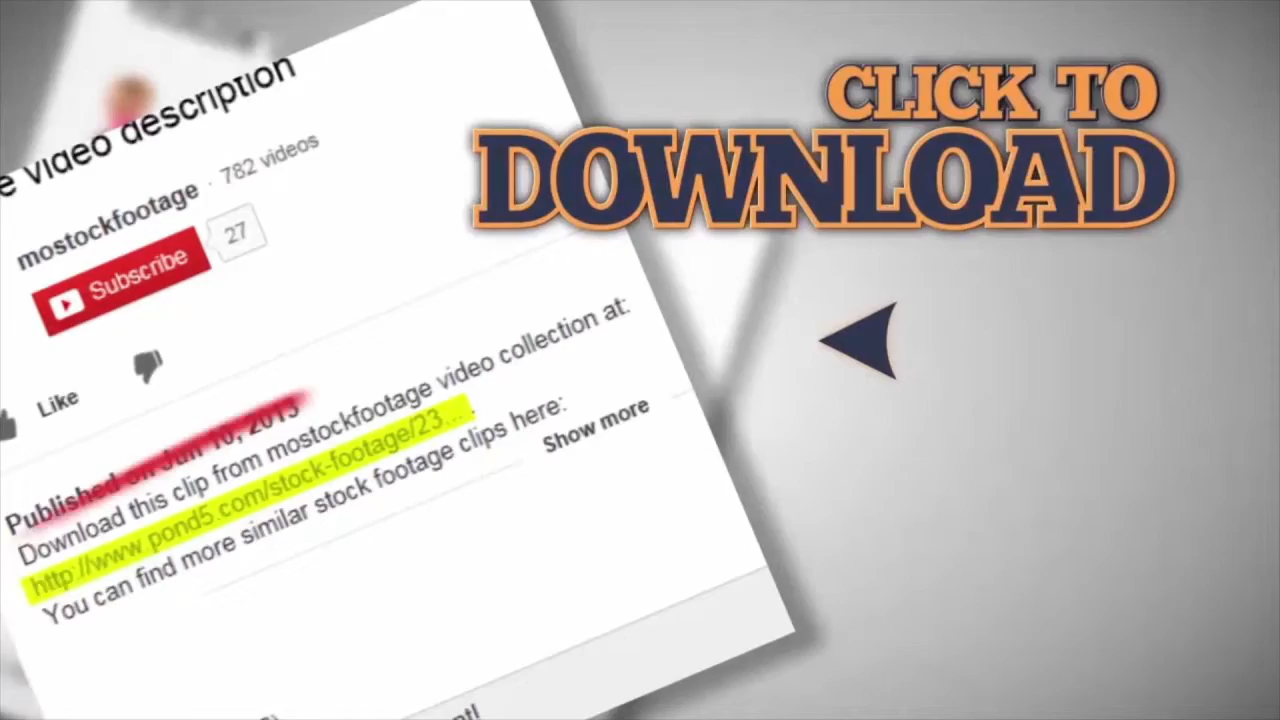 e video description
mostockfootage · 782 videos
Subscribe 27
Like
Published on Jun 10, 2013
Download this clip from mostockfootage video collection at:
http://www.pond5.com/stock-footage/23... .
You can find more similar stock footage clips here:
Show more
CLICK TO
DOWNLOAD